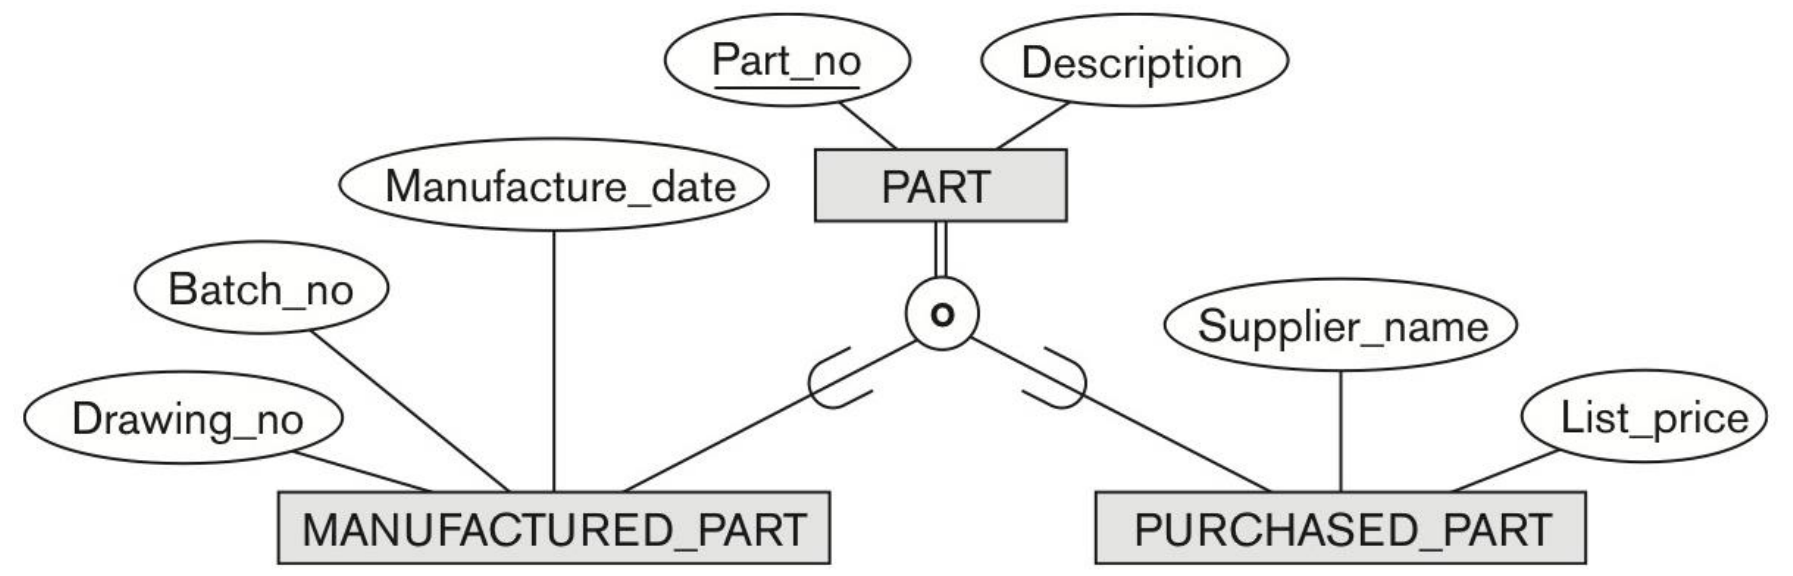 Part_no
Description
Manufacture_date
PART
Batch_no
o
Supplier_name
Drawing_no
List_price
MANUFACTURED_PART
PURCHASED_PART